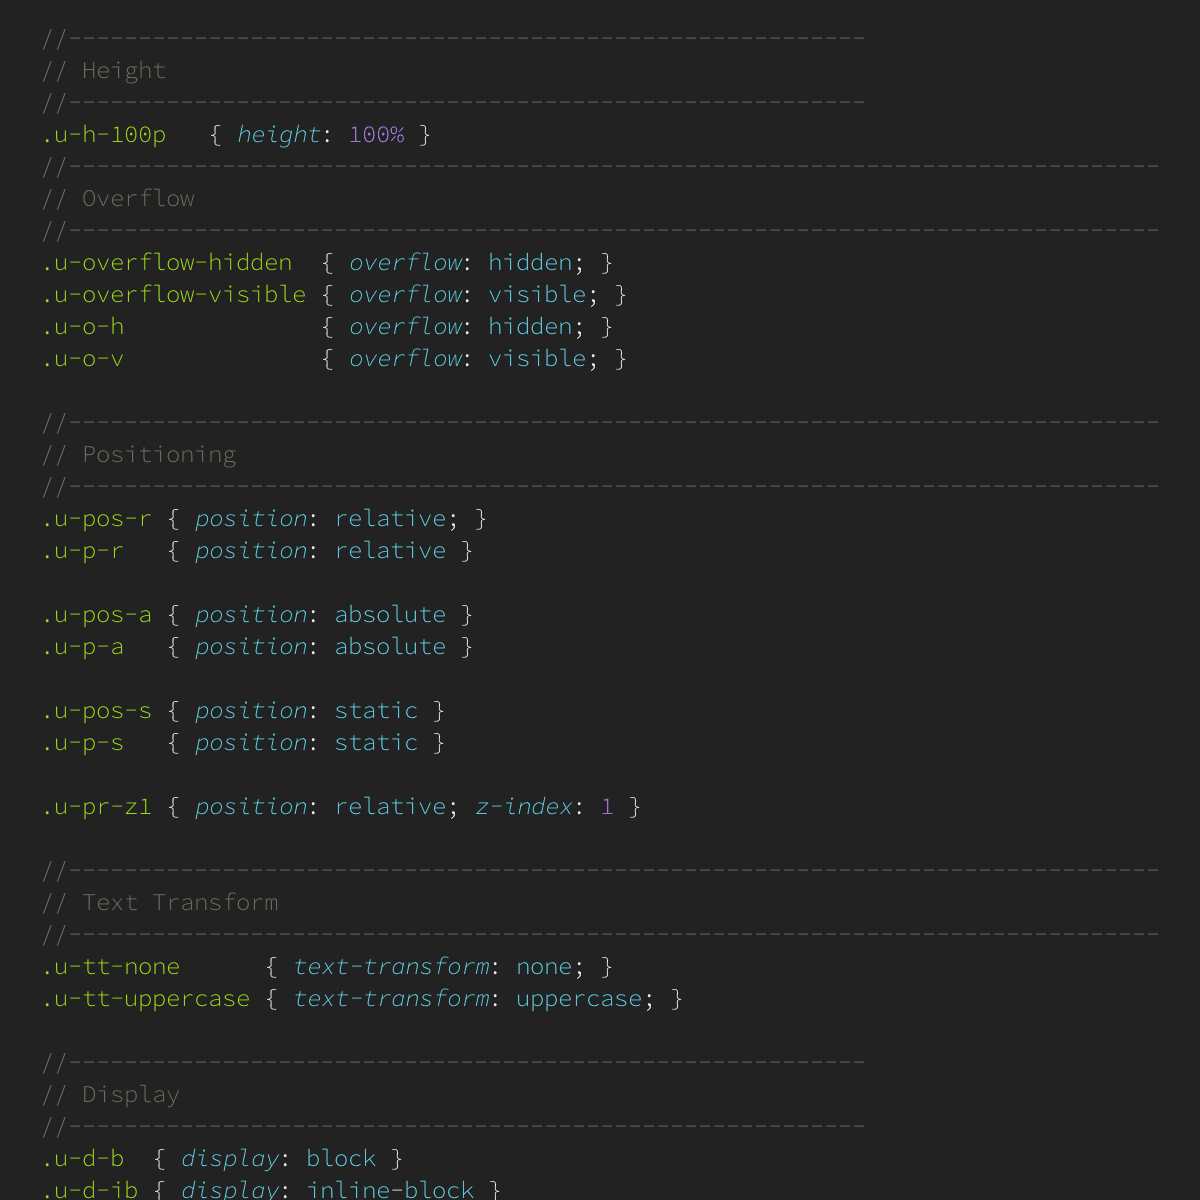 //---------------------------------------------------------
// Height
//---------------------------------------------------------
.u-h-100p   { height: 100% }
//------------------------------------------------------------------------------
// Overflow
//------------------------------------------------------------------------------
.u-overflow-hidden  { overflow: hidden; }
.u-overflow-visible { overflow: visible; }
.u-o-h              { overflow: hidden; }
.u-o-v              { overflow: visible; }
//------------------------------------------------------------------------------
// Positioning
//------------------------------------------------------------------------------
.u-pos-r { position: relative; }
.u-p-r   { position: relative }
.u-pos-a { position: absolute }
.u-p-a   { position: absolute }
.u-pos-s { position: static }
.u-p-s   { position: static }
.u-pr-z1 { position: relative; z-index: 1 }
//------------------------------------------------------------------------------
// Text Transform
//------------------------------------------------------------------------------
.u-tt-none      { text-transform: none; }
.u-tt-uppercase { text-transform: uppercase; }
//---------------------------------------------------------
// Display
//---------------------------------------------------------
.u-d-b  { display: block }
.u-d-ib { display: inline-block }